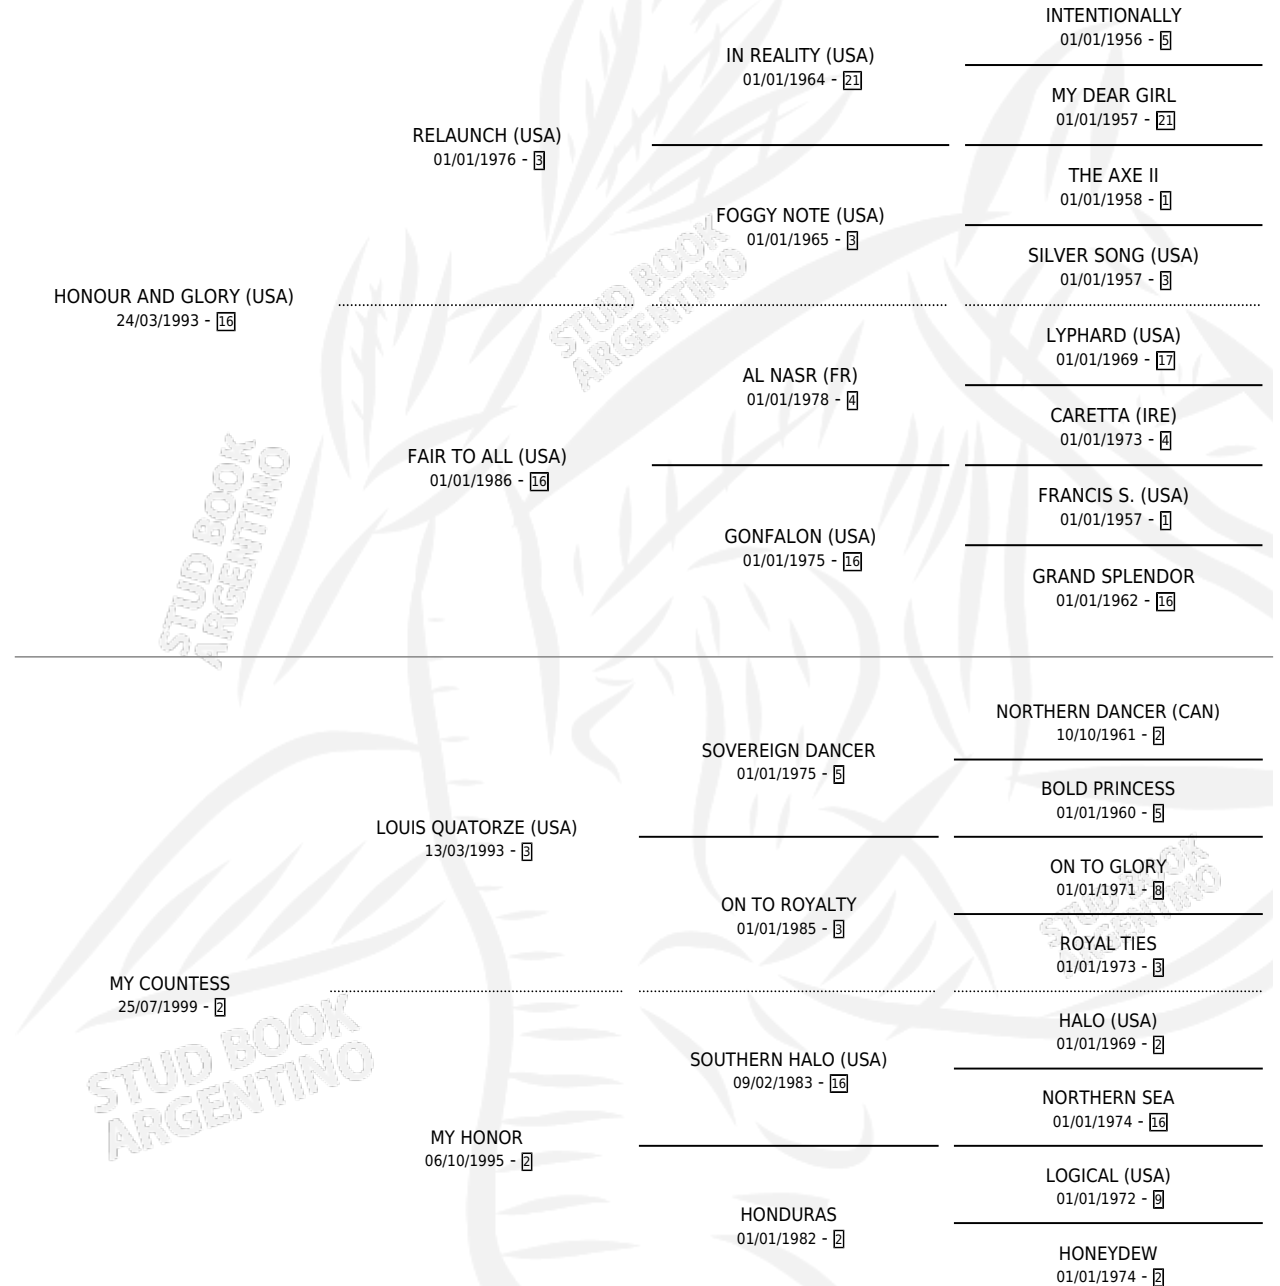 INTENTIONALLY
01/01/1956 - 5
IN REALITY (USA)
01/01/1964 - 21
MY DEAR GIRL
01/01/1957 - 21
RELAUNCH (USA)
01/01/1976 - 3
THE AXE II
01/01/1958 - 1
FOGGY NOTE (USA)
01/01/1965 - 3
SILVER SONG (USA)
01/01/1957 - 3
HONOUR AND GLORY (USA)
24/03/1993 - 16
LYPHARD (USA)
01/01/1969 - 17
AL NASR (FR)
01/01/1978 - 4
CARETTA (IRE)
01/01/1973 - 4
FAIR TO ALL (USA)
01/01/1986 - 16
FRANCIS S. (USA)
01/01/1957 - 1
GONFALON (USA)
01/01/1975 - 16
GRAND SPLENDOR
01/01/1962 - 16
NORTHERN DANCER (CAN)
10/10/1961 - 2
SOVEREIGN DANCER
01/01/1975 - 5
BOLD PRINCESS
01/01/1960 - 5
LOUIS QUATORZE (USA)
13/03/1993 - 3
ON TO GLORY
01/01/1971 - 8
ON TO ROYALTY
01/01/1985 - 3
ROYAL TIES
01/01/1973 - 3
MY COUNTESS
25/07/1999 - 2
HALO (USA)
01/01/1969 - 2
SOUTHERN HALO (USA)
09/02/1983 - 16
NORTHERN SEA
01/01/1974 - 16
MY HONOR
06/10/1995 - 2
LOGICAL (USA)
01/01/1972 - 9
HONDURAS
01/01/1982 - 2
HONEYDEW
01/01/1974 - 2
STUD BOOK
ARGENTINO
STUD BOOK
ARGENTINO
STUD BOOK
ARGENTINO
STUD BOOK
ARGENTINO